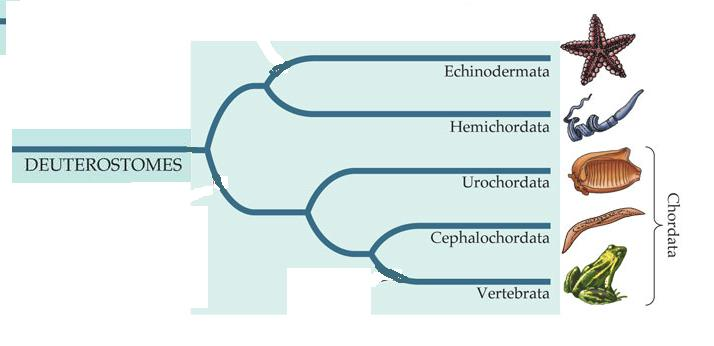 Echinodermata
Hemichordata
DEUTEROSTOMES
Urochordata
Cephalochordata
Vertebrata
Chordata